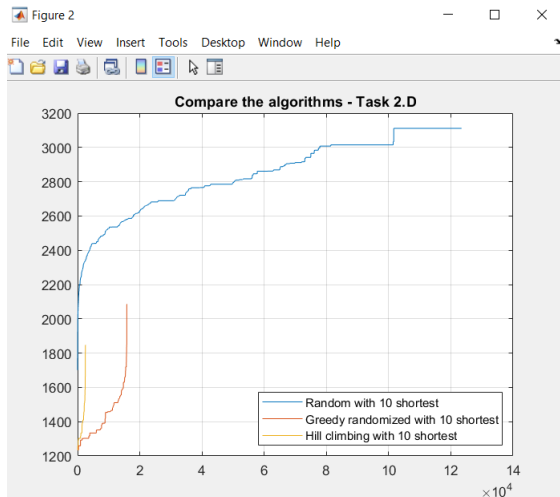 Figure 2
File Edit View Insert Tools Desktop Window Help
Compare the algorithms - Task 2.D
3200
3000
2800
2600
2400
2200
2000
1800
1600
1400
1200
Random with 10 shortest
Greedy randomized with 10 shortest
Hill climbing with 10 shortest
0 2 4 6 8 10 12 14
×10⁴